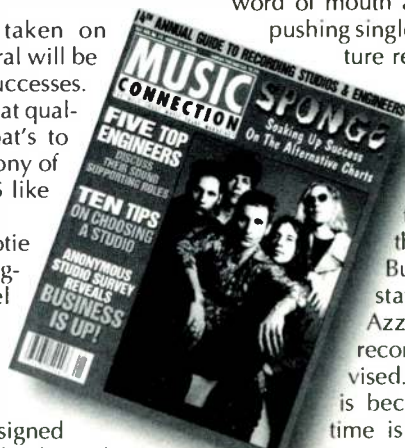 taken on
ral will be
uccesses.
at qual-
oat's to
ony of
S like
otie
g-
el
signed
word of mouth a
pushing single
ture re
th
Bu
sta
Azz
recor
vised.
is bec
time is
14TH ANNUAL GUIDE TO RECORDING STUDIOS & ENGINEERS
MUSIC
CONNECTION
SPONGE
Soaking Up Success
On The Alternative Charts
FIVE TOP
ENGINEERS
DISCUSS
THEIR SOUND
SUPPORTING ROLES
TEN TIPS
ON CHOOSING
A STUDIO
ANONYMOUS
STUDIO SURVEY
REVEALS
BUSINESS
IS UP!